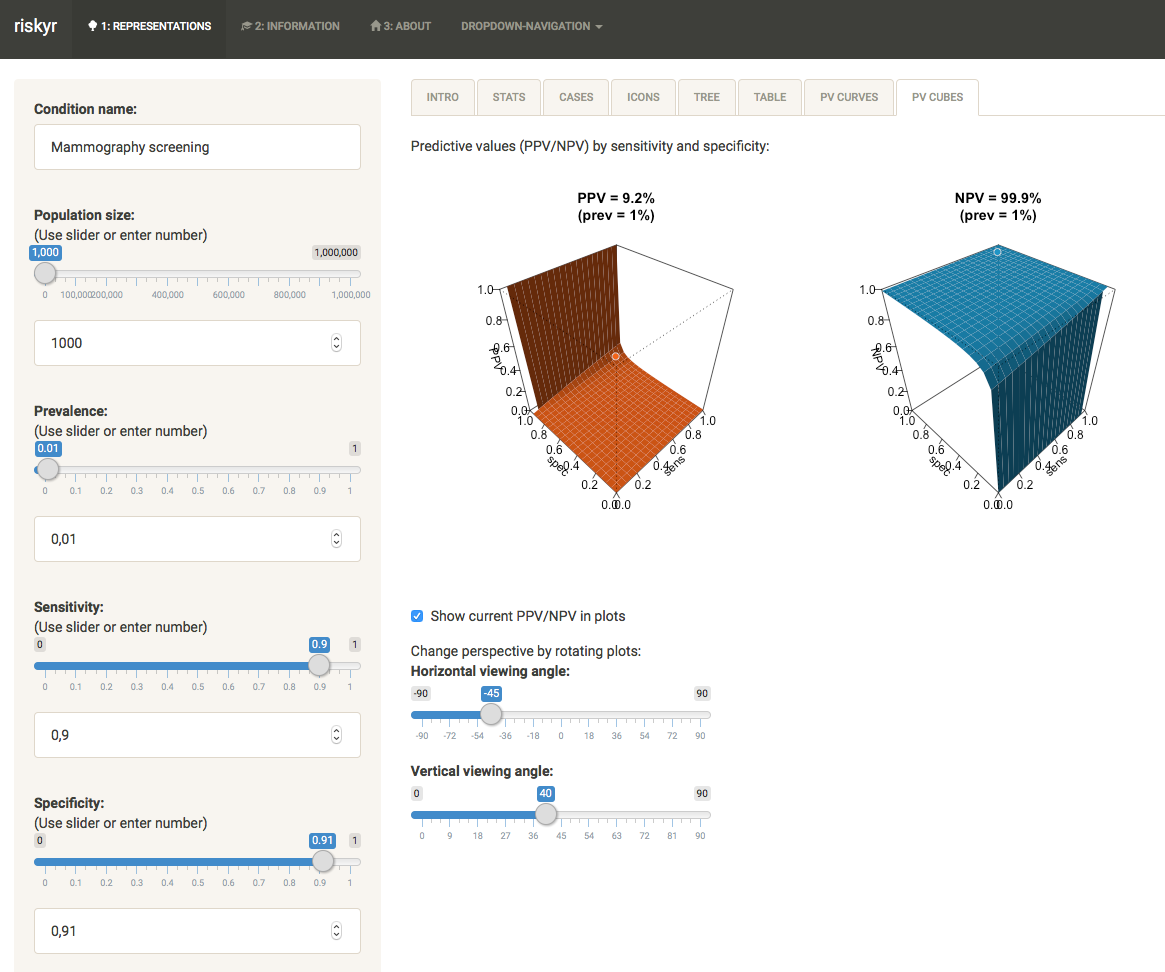 riskyr
1: REPRESENTATIONS
2: INFORMATION
3: ABOUT
DROPDOWN-NAVIGATION
Condition name:
Mammography screening
Population size:
(Use slider or enter number)
1,000 1,000,000
0 100,000 200,000 400,000 600,000 800,000 1,000,000
1000
Prevalence:
(Use slider or enter number)
0.01 1
0 0.1 0.2 0.3 0.4 0.5 0.6 0.7 0.8 0.9 1
0,01
Sensitivity:
(Use slider or enter number)
0 0.9 1
0 0.1 0.2 0.3 0.4 0.5 0.6 0.7 0.8 0.9 1
0,9
Specificity:
(Use slider or enter number)
0 0.91 1
0 0.1 0.2 0.3 0.4 0.5 0.6 0.7 0.8 0.9 1
0,91
INTRO STATS CASES ICONS TREE TABLE PV CURVES PV CUBES
Predictive values (PPV/NPV) by sensitivity and specificity:
PPV = 9.2%
(prev = 1%)
1.0
0.8
0.6
PPV
0.4
0.2
0.0
1.0
0.8
0.6
spec
0.4
0.2
0.0
1.0
0.8
0.6
sens
0.4
0.2
0.0
NPV = 99.9%
(prev = 1%)
1.0
0.8
0.6
NPV
0.4
0.2
0.0
1.0
0.8
0.6
spec
0.4
0.2
0.0
1.0
0.8
0.6
sens
0.4
0.2
0.0
Show current PPV/NPV in plots
Change perspective by rotating plots:
Horizontal viewing angle:
-90 -45 90
-90 -72 -54 -36 -18 0 18 36 54 72 90
Vertical viewing angle:
0 40 90
0 9 18 27 36 45 54 63 72 81 90